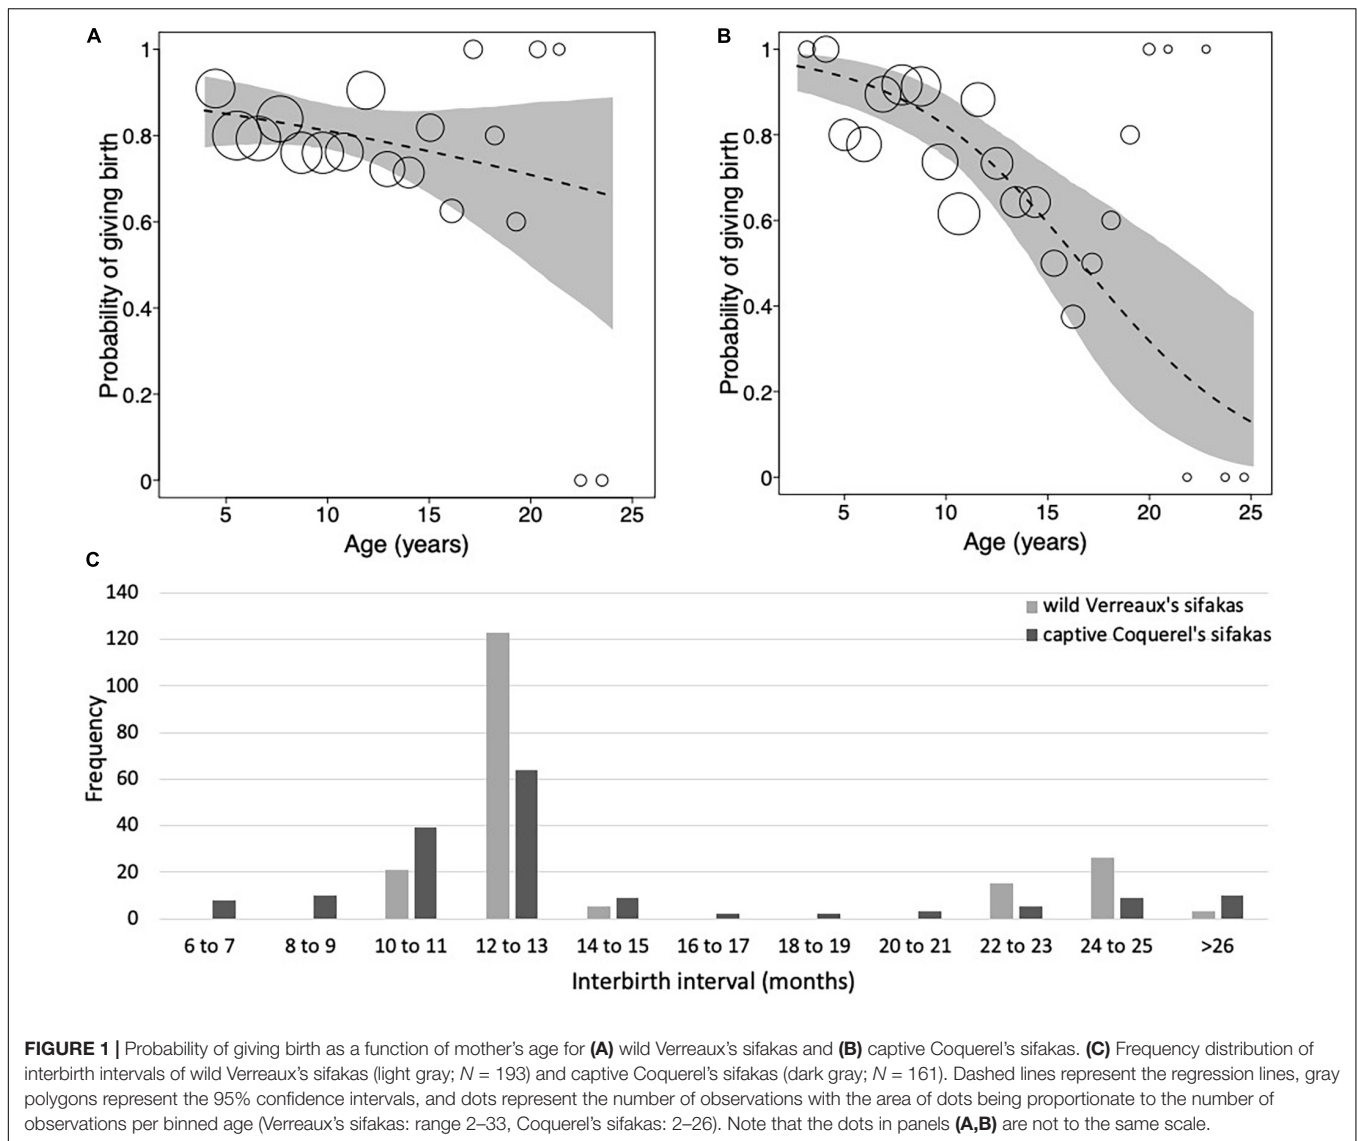 A
1
0.8
0.6
0.4
0.2
0
Probability of giving birth
5 10 15 20 25
Age (years)
B
1
0.8
0.6
0.4
0.2
0
Probability of giving birth
5 10 15 20 25
Age (years)
C
140
120
100
80
60
40
20
0
Frequency
wild Verreaux's sifakas
captive Coquerel's sifakas
6 to 7 8 to 9 10 to 11 12 to 13 14 to 15 16 to 17 18 to 19 20 to 21 22 to 23 24 to 25 >26
Interbirth interval (months)
FIGURE 1 | Probability of giving birth as a function of mother's age for (A) wild Verreaux's sifakas and (B) captive Coquerel's sifakas. (C) Frequency distribution of
interbirth intervals of wild Verreaux's sifakas (light gray; N = 193) and captive Coquerel's sifakas (dark gray; N = 161). Dashed lines represent the regression lines, gray
polygons represent the 95% confidence intervals, and dots represent the number of observations with the area of dots being proportionate to the number of
observations per binned age (Verreaux's sifakas: range 2–33, Coquerel's sifakas: 2–26). Note that the dots in panels (A,B) are not to the same scale.